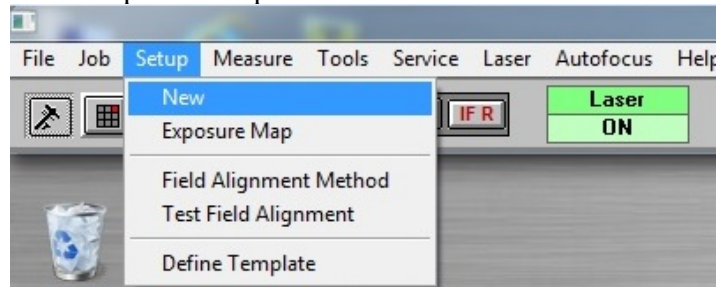 File Job Setup Measure Tools Service Laser Autofocus Help
New
IF R
Laser
ON
Exposure Map
Field Alignment Method
Test Field Alignment
Define Template